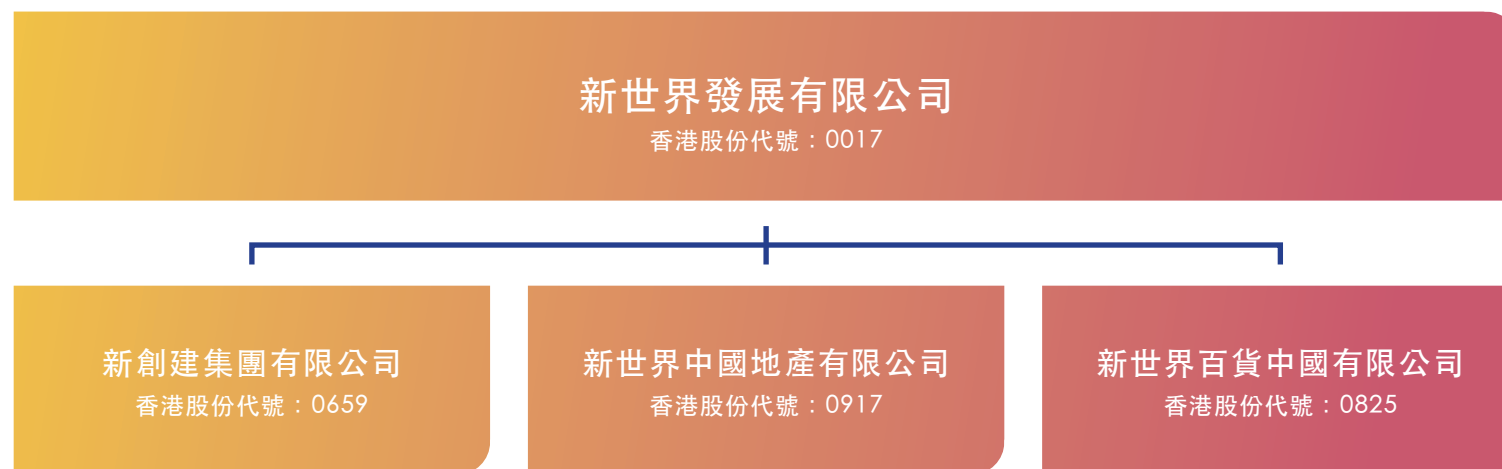 新世界發展有限公司
香港股份代號：0017
新創建集團有限公司
香港股份代號：0659
新世界中國地產有限公司
香港股份代號：0917
新世界百貨中國有限公司
香港股份代號：0825